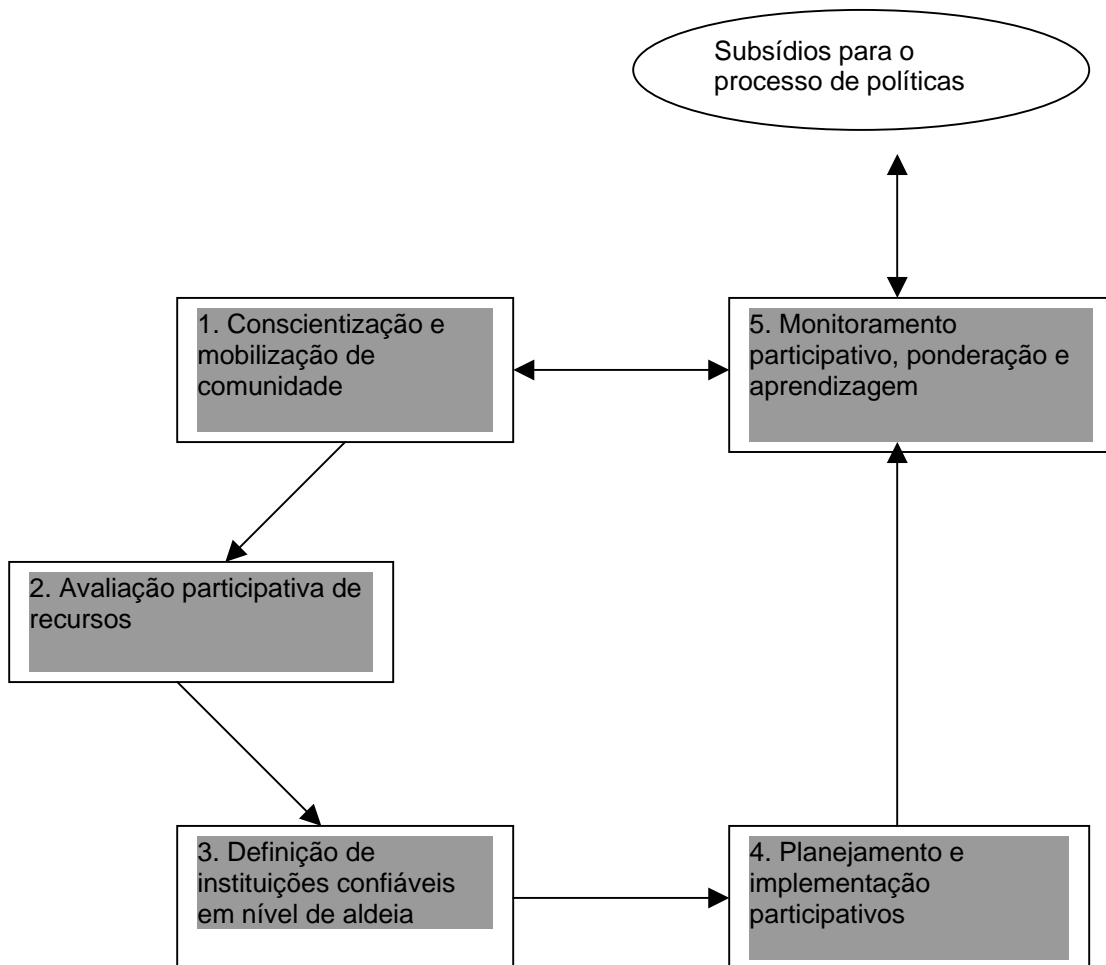 Subsídios para o
processo de políticas
1. Conscientização e
mobilização de
comunidade
5. Monitoramento
participativo, ponderação e
aprendizagem
2. Avaliação participativa de
recursos
3. Definição de
instituições confiáveis
em nível de aldeia
4. Planejamento e
implementação
participativos